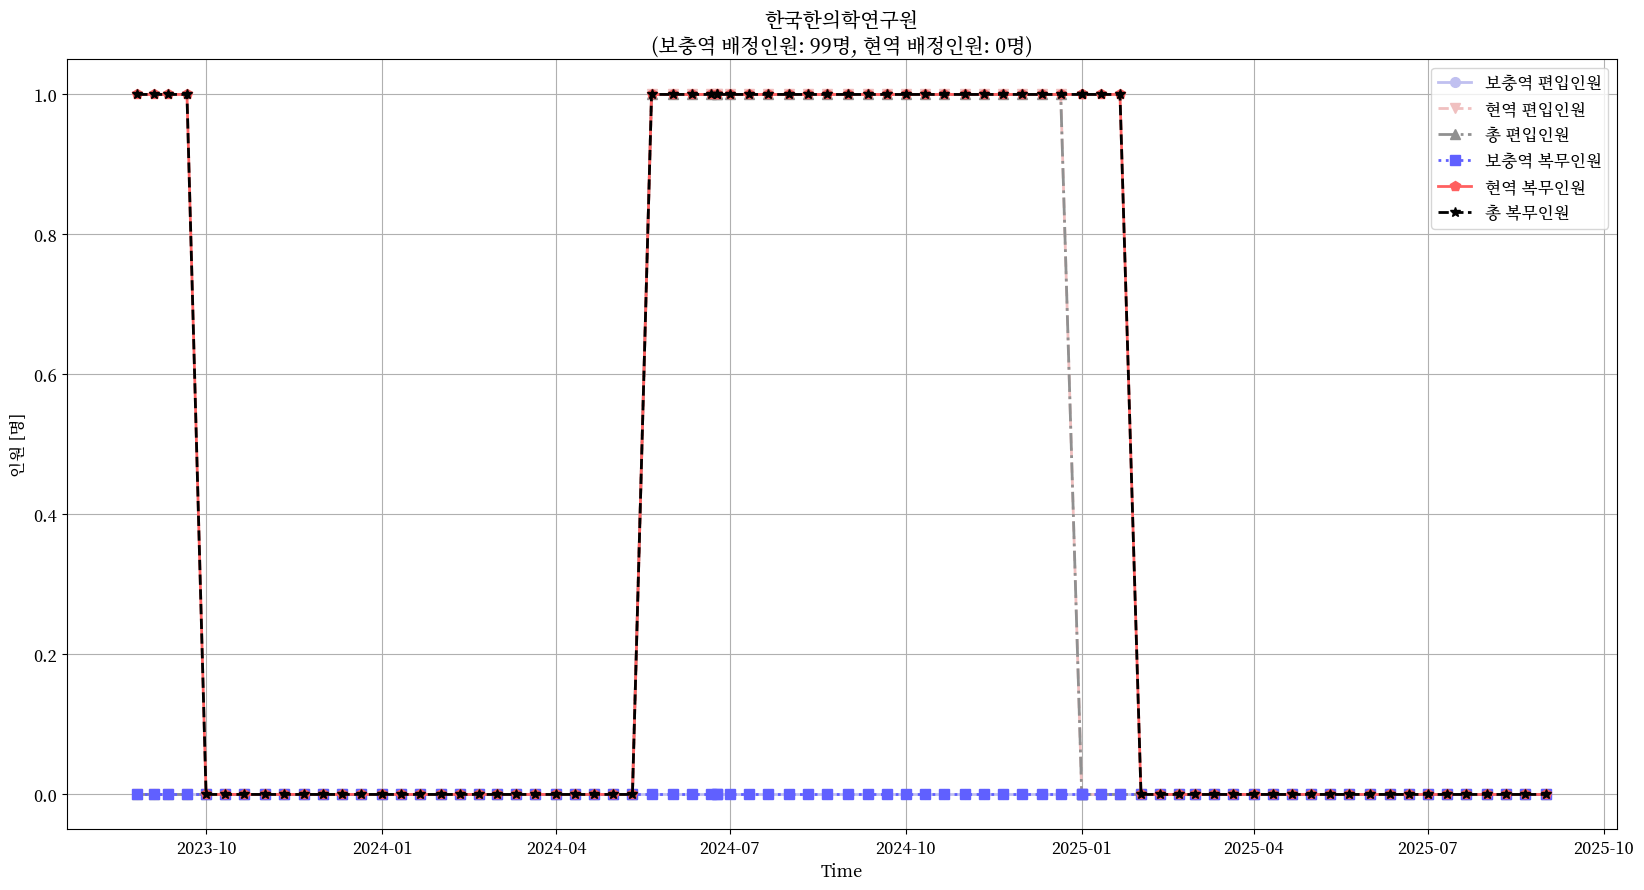 한국한의학연구원
(보충역 배정인원: 99명, 현역 배정인원: 0명)
보충역 편입인원
현역 편입인원
총 편입인원
보충역 복무인원
현역 복무인원
총 복무인원
1.0
0.8
0.6
0.4
0.2
0.0
인원 [명]
2023-10
2024-01
2024-04
2024-07
2024-10
2025-01
2025-04
2025-07
2025-10
Time